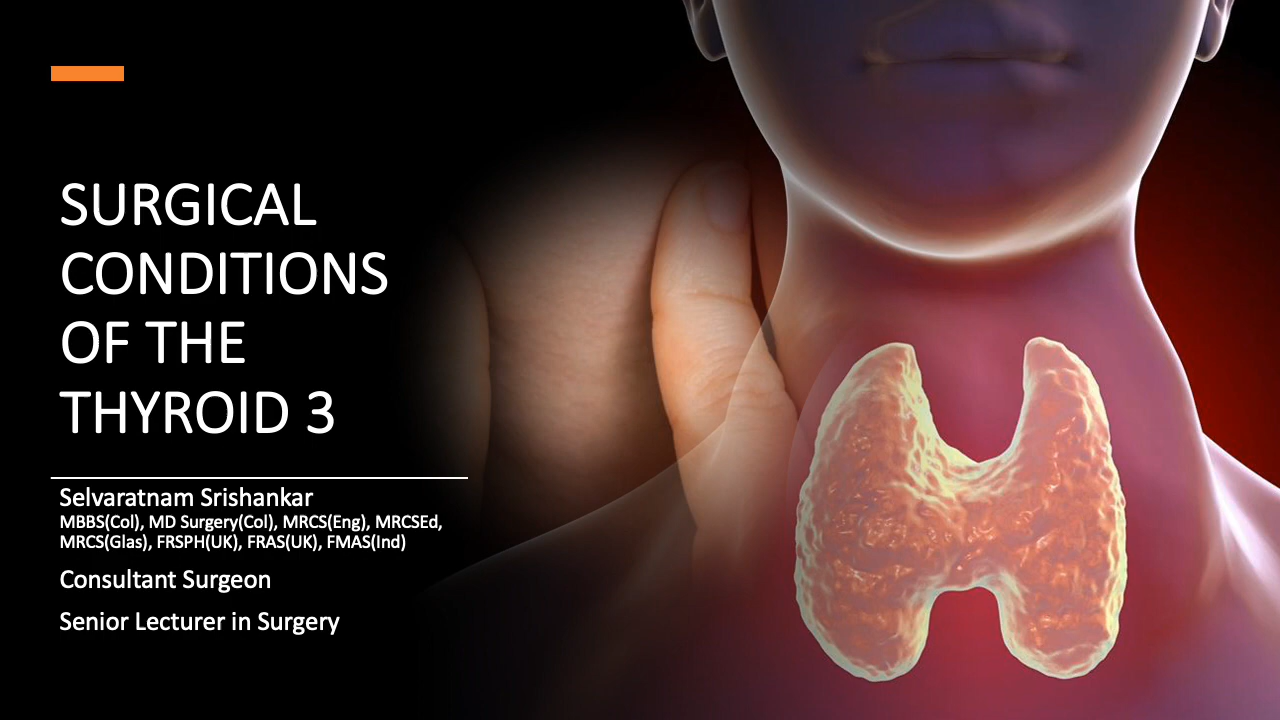 SURGICAL
CONDITIONS
OF THE
THYROID 3
Selvaratnam Srishankar
MBBS(Col), MD Surgery(Col), MRCS(Eng), MRCSEd,
MRCS(Glas), FRSPH(UK), FRAS(UK), FMAS(Ind)
Consultant Surgeon
Senior Lecturer in Surgery